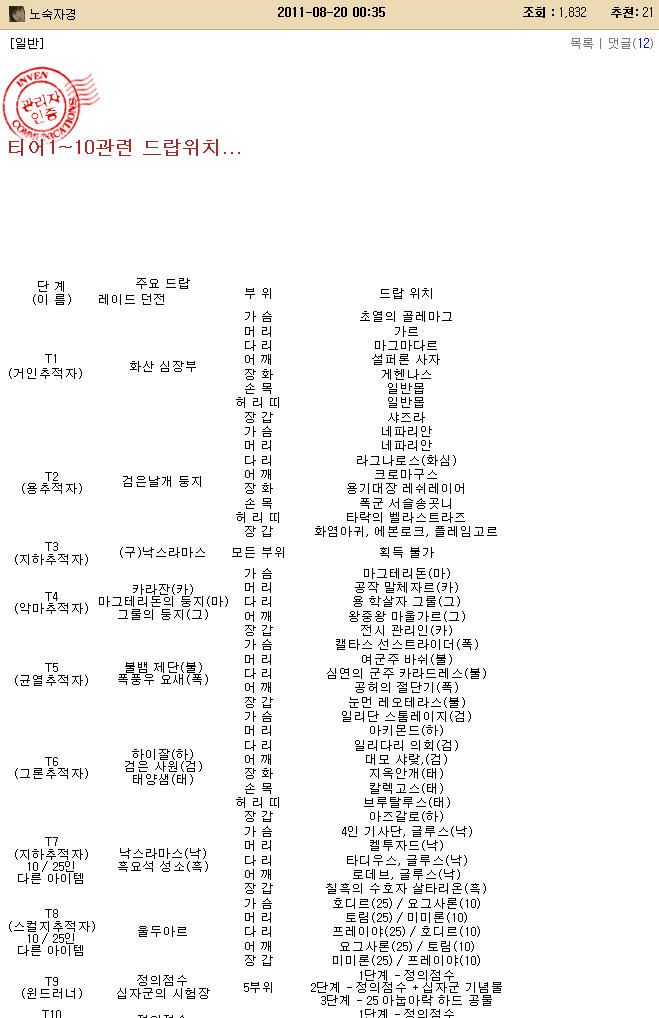 노숙자경 2011-08-20 00:35 조회 : 1,832 추천: 21
[일반] 목록 | 댓글(12)
INVEN
관리자
인증
COMMUNICATIONS
티어1~10관련 드랍위치...
단 계 주요 드랍 부 위 드랍 위치
(이 름) 레이드 던전
가 슴 초열의 골레마그
머 리 가르
다 리 마그마다르
T1 어 깨 설퍼론 사자
(거인추적자) 화산 심장부 장 화 게헨나스
손 목 일반몹
허 리 띠 일반몹
장 갑 샤즈라
가 슴 네파리안
머 리 네파리안
다 리 라그나로스(화심)
T2 어 깨 크로마구스
(용추적자) 검은날개 둥지 장 화 용기대장 레쉬레이어
손 목 폭군 서슬송곳니
허 리 띠 타락의 벨라스트라즈
장 갑 화염아귀, 에본로크, 플레임고르
T3 (구)낙스라마스 모든 부위 획득 불가
(지하추적자)
가 슴 마그테리돈(마)
T4 카라잔(카) 머 리 공작 말체자르(카)
(악마추적자) 마그테리돈의 둥지(마) 다 리 용 학살자 그룰(그)
그룰의 둥지(그) 어 깨 왕중왕 마울가르(그)
장 갑 전시 관리인(카)
가 슴 캘타스 선스트라이더(폭)
T5 불뱀 제단(불) 머 리 여군주 바쉬(불)
(균열추적자) 폭풍우 요새(폭) 다 리 심연의 군주 카라드레스(불)
어 깨 공허의 절단기(폭)
장 갑 눈먼 레오테라스(불)
가 슴 일리단 스톰레이지(검)
머 리 아키몬드(하)
T6 하이잘(하) 다 리 일리다리 의회(검)
(그론추적자) 검은 사원(검) 어 깨 대모 샤랒,(검)
태양샘(태) 장 화 지옥안개(태)
손 목 칼렉고스(태)
허 리 띠 브루탈루스(태)
장 갑 아즈갈로(하)
T7 가 슴 4인 기사단, 글루스(낙)
(지하추적자) 낙스라마스(낙) 머 리 켈투자드(낙)
10 / 25인 흑요석 성소(흑) 다 리 타디우스, 글루스(낙)
다른 아이템 어 깨 로데브, 글루스(낙)
장 갑 칠흑의 수호자 살타리온(흑)
T8 가 슴 호디르(25) / 요그사론(10)
(스컬지추적자) 머 리 토림(25) / 미미론(10)
10 / 25인 울두아르 다 리 프레이야(25) / 호디르(10)
다른 아이템 어 깨 요그사론(25) / 토림(10)
장 갑 미미론(25) / 프레이야(10)
T9 정의점수 5부위 1단계 - 정의점수
(윈드러너) 십자군의 시험장 2단계 - 정의점수 + 십자군 기념물
3단계 - 25 아눕아락 하드 공물
T10 정의점수 1단계 - 정의점수